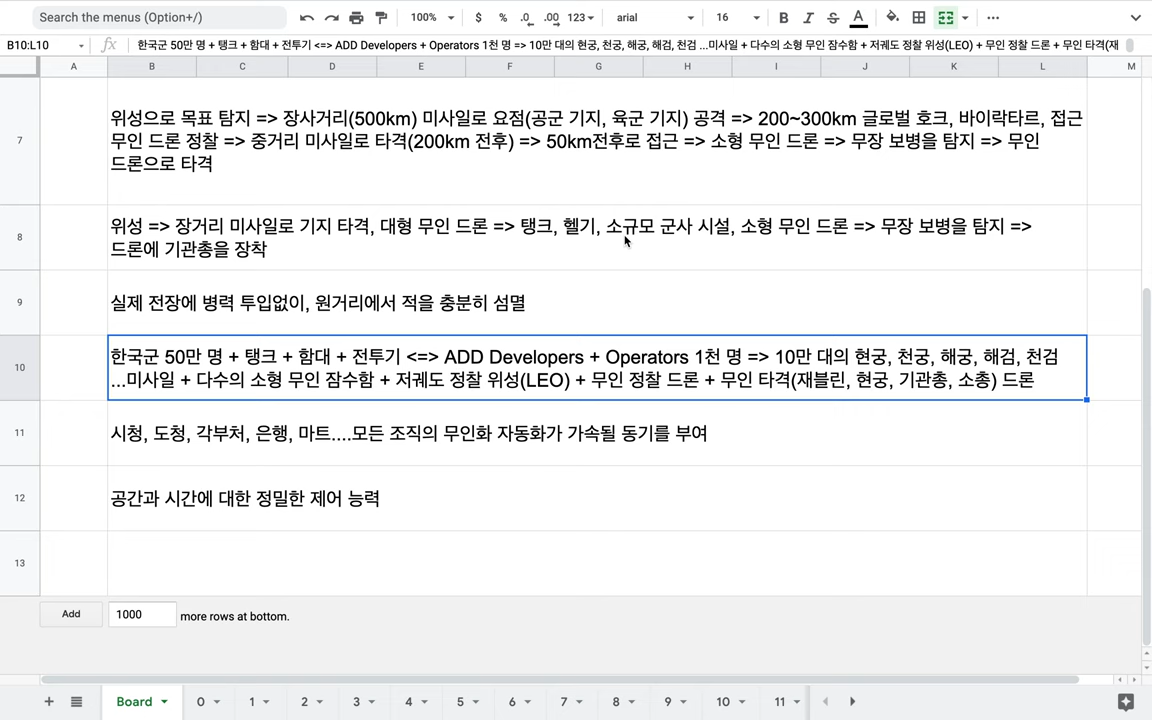 Search the menus (Option+/)
100%
$ % .0 .00 123
arial
16
B I S A
B10:L10
fx
한국군 50만 명 + 탱크 + 함대 + 전투기 <=> ADD Developers + Operators 1천 명 => 10만 대의 현궁, 천궁, 해궁, 해검, 천검 ...미사일 + 다수의 소형 무인 잠수함 + 저궤도 정찰 위성(LEO) + 무인 정찰 드론 + 무인 타격(재
A B C D E F G H I J K L M
7
위성으로 목표 탐지 => 장사거리(500km) 미사일로 요점(공군 기지, 육군 기지) 공격 => 200~300km 글로벌 호크, 바이락타르, 접근
무인 드론 정찰 => 중거리 미사일로 타격(200km 전후) => 50km전후로 접근 => 소형 무인 드론 => 무장 보병을 탐지 => 무인
드론으로 타격
8
위성 => 장거리 미사일로 기지 타격, 대형 무인 드론 => 탱크, 헬기, 소규모 군사 시설, 소형 무인 드론 => 무장 보병을 탐지 =>
드론에 기관총을 장착
9
실제 전장에 병력 투입없이, 원거리에서 적을 충분히 섬멸
10
한국군 50만 명 + 탱크 + 함대 + 전투기 <=> ADD Developers + Operators 1천 명 => 10만 대의 현궁, 천궁, 해궁, 해검, 천검
...미사일 + 다수의 소형 무인 잠수함 + 저궤도 정찰 위성(LEO) + 무인 정찰 드론 + 무인 타격(재블린, 현궁, 기관총, 소총) 드론
11
시청, 도청, 각부처, 은행, 마트....모든 조직의 무인화 자동화가 가속될 동기를 부여
12
공간과 시간에 대한 정밀한 제어 능력
13
Add 1000 more rows at bottom.
Board 0 1 2 3 4 5 6 7 8 9 10 11